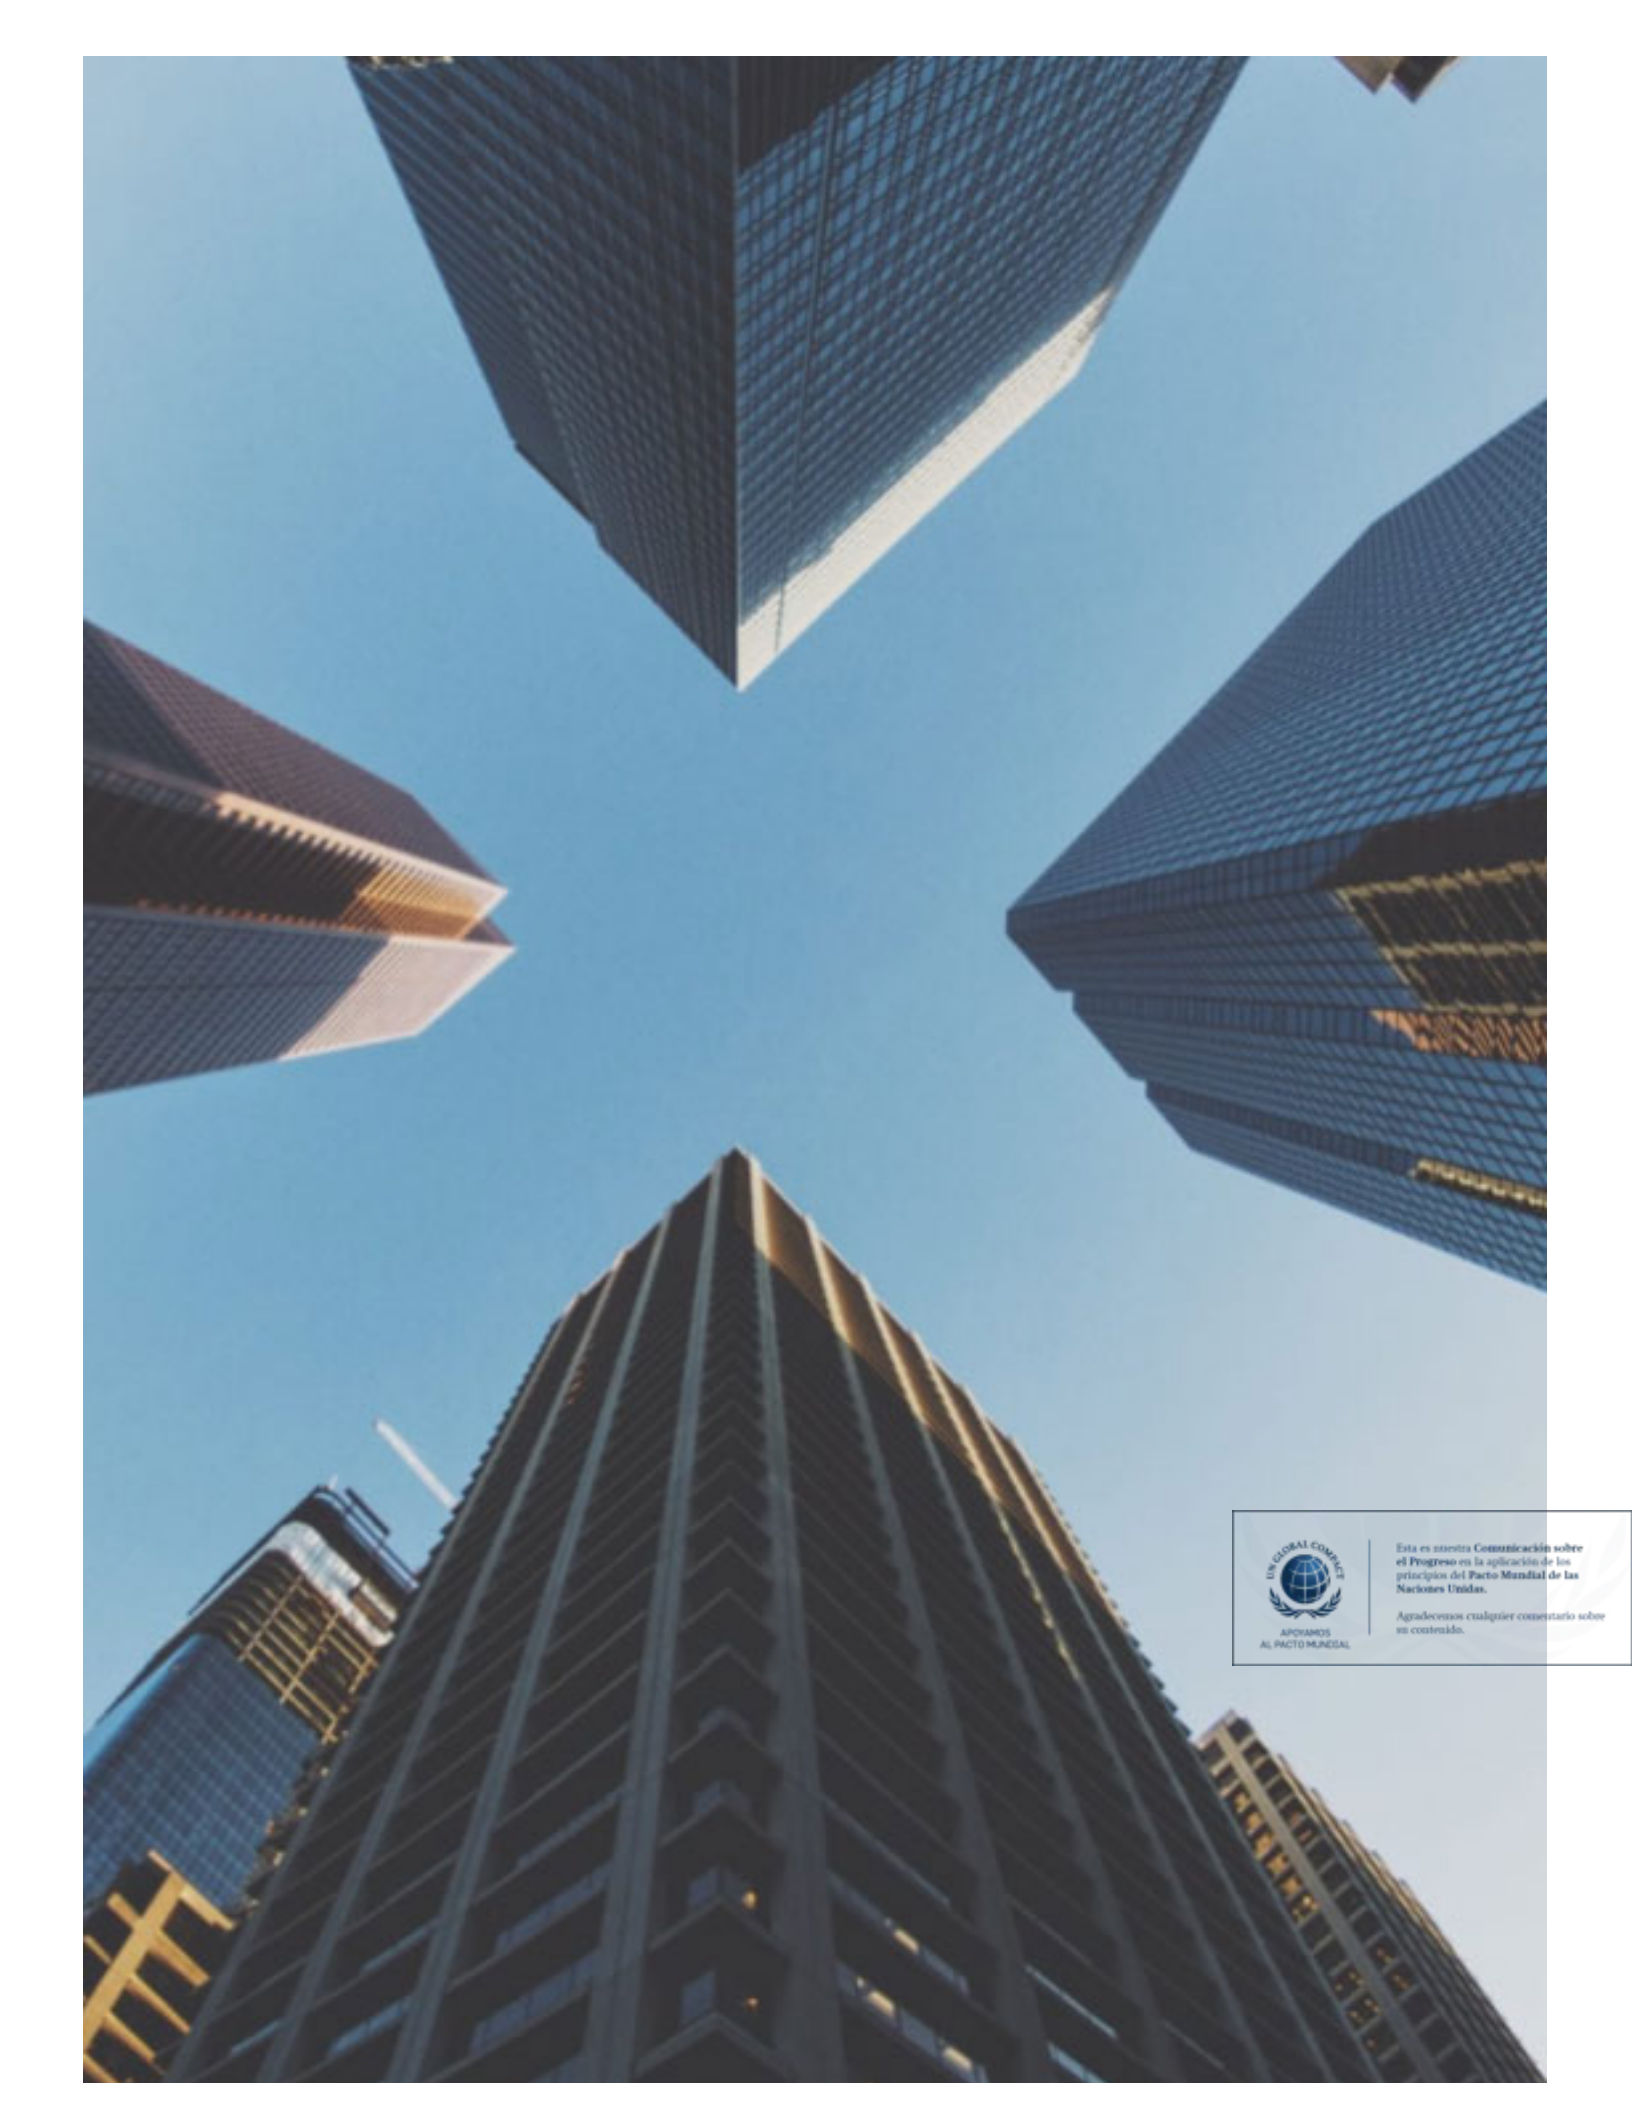 UN GLOBAL COMPACT
APOYAMOS
AL PACTO MUNDIAL
Esta es nuestra Comunicación sobre
el Progreso en la aplicación de los
principios del Pacto Mundial de las
Naciones Unidas.
Agradecemos cualquier comentario sobre
su contenido.